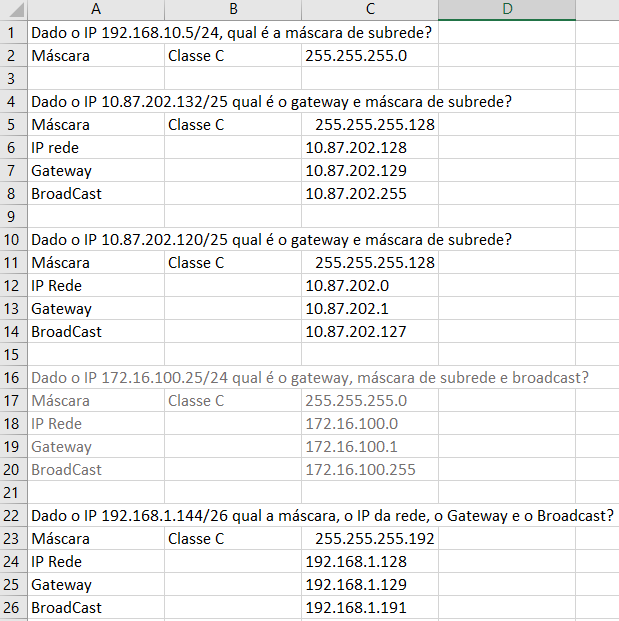 A B C D
1 Dado o IP 192.168.10.5/24, qual é a máscara de subrede?
2 Máscara Classe C 255.255.255.0
3
4 Dado o IP 10.87.202.132/25 qual é o gateway e máscara de subrede?
5 Máscara Classe C 255.255.255.128
6 IP rede 10.87.202.128
7 Gateway 10.87.202.129
8 BroadCast 10.87.202.255
9
10 Dado o IP 10.87.202.120/25 qual é o gateway e máscara de subrede?
11 Máscara Classe C 255.255.255.128
12 IP Rede 10.87.202.0
13 Gateway 10.87.202.1
14 BroadCast 10.87.202.127
15
16 Dado o IP 172.16.100.25/24 qual é o gateway, máscara de subrede e broadcast?
17 Máscara Classe C 255.255.255.0
18 IP Rede 172.16.100.0
19 Gateway 172.16.100.1
20 BroadCast 172.16.100.255
21
22 Dado o IP 192.168.1.144/26 qual a máscara, o IP da rede, o Gateway e o Broadcast?
23 Máscara Classe C 255.255.255.192
24 IP Rede 192.168.1.128
25 Gateway 192.168.1.129
26 BroadCast 192.168.1.191